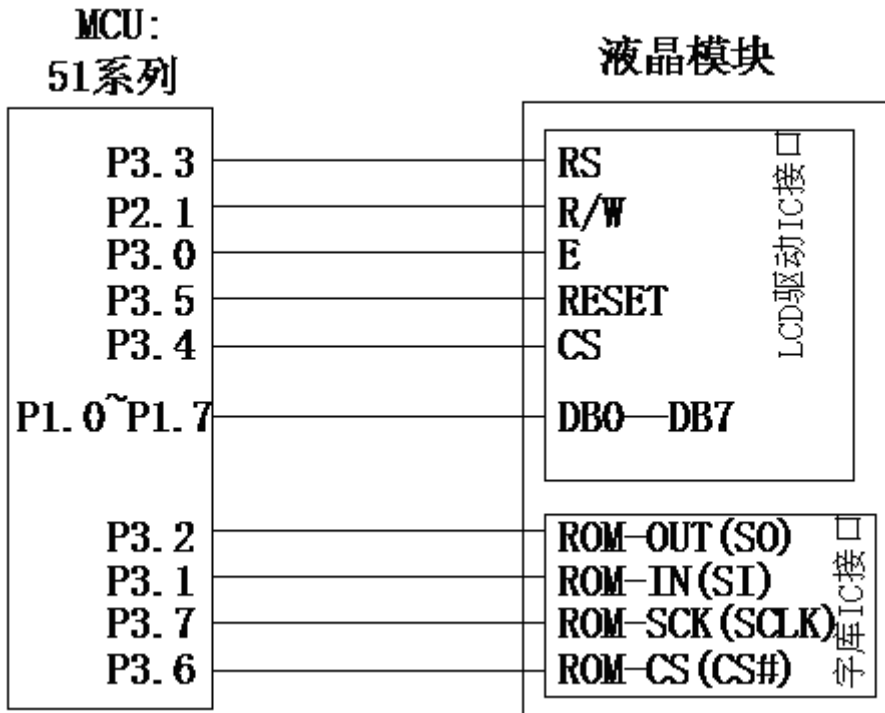 MCU:
51系列
液晶模块
P3.3
RS
P2.1
R/W
P3.0
E
P3.5
RESET
P3.4
CS
P1.0~P1.7
DB0—DB7
LCD驱动IC接口
P3.2
ROM-OUT(SO)
P3.1
ROM-IN(SI)
P3.7
ROM-SCK(SCLK)
P3.6
ROM-CS(CS#)
字库IC接口